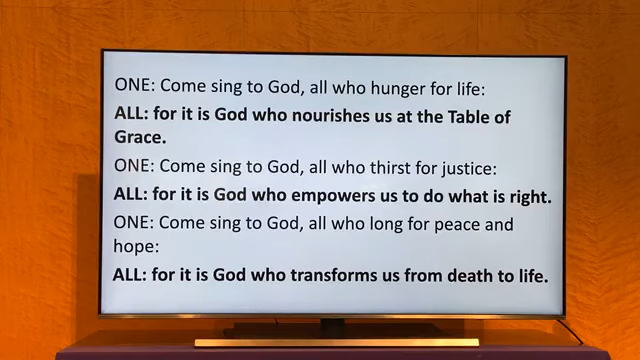 ONE: Come sing to God, all who hunger for life:
ALL: for it is God who nourishes us at the Table of
Grace.
ONE: Come sing to God, all who thirst for justice:
ALL: for it is God who empowers us to do what is right.
ONE: Come sing to God, all who long for peace and
hope:
ALL: for it is God who transforms us from death to life.